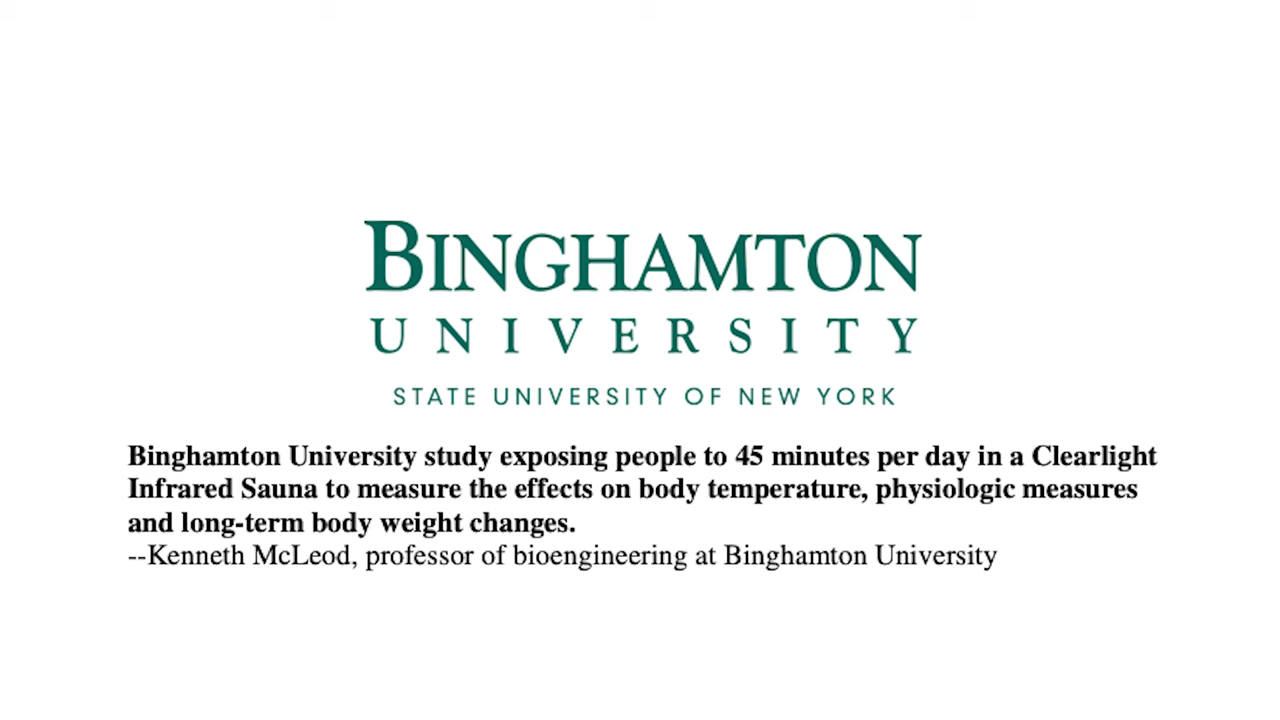 BINGHAMTON
UNIVERSITY
STATE UNIVERSITY OF NEW YORK
Binghamton University study exposing people to 45 minutes per day in a Clearlight
Infrared Sauna to measure the effects on body temperature, physiologic measures
and long-term body weight changes.
--Kenneth McLeod, professor of bioengineering at Binghamton University